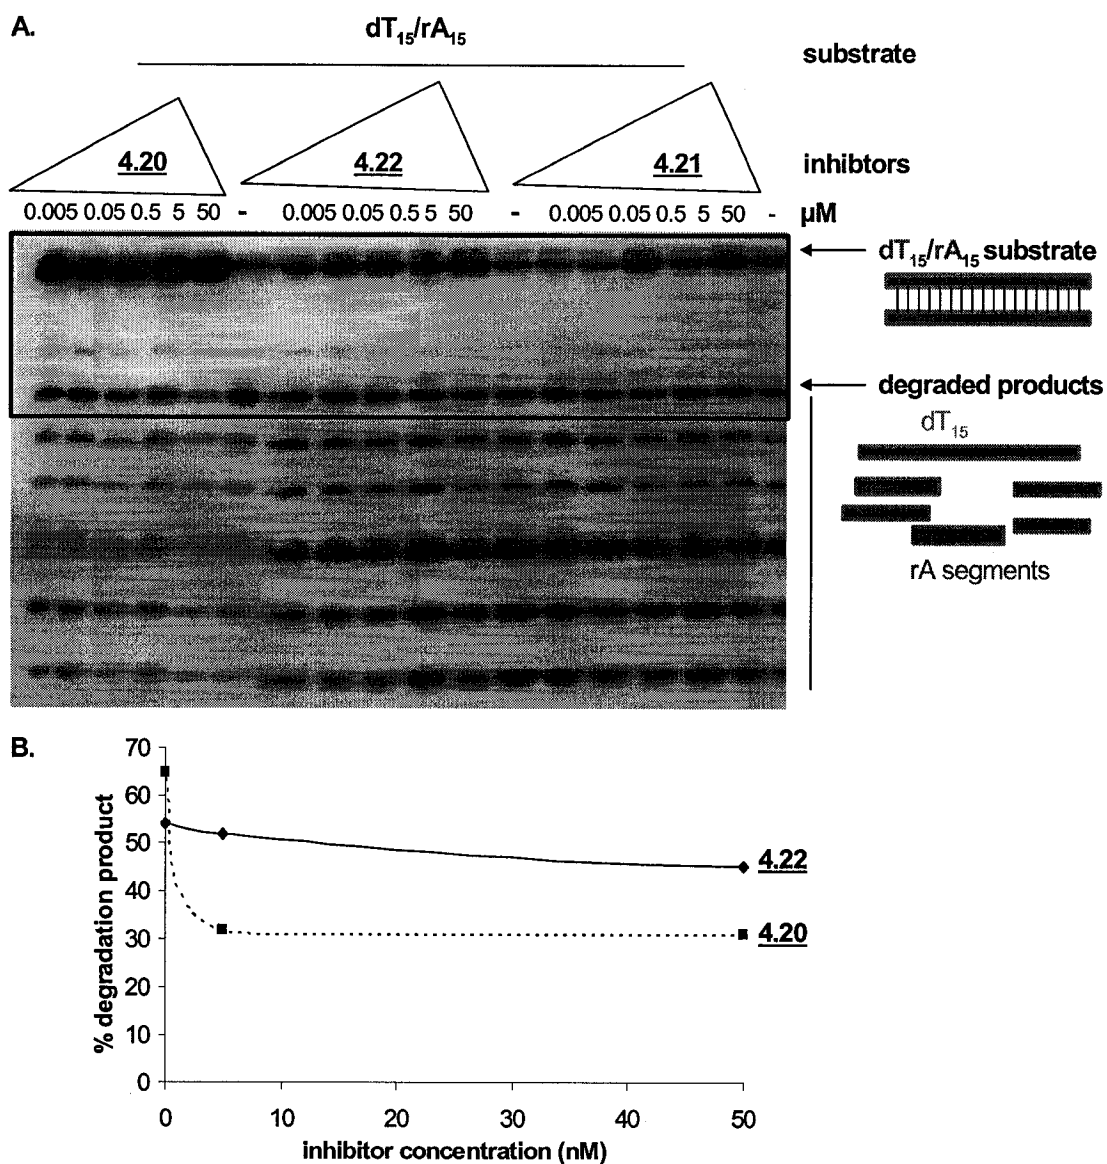 A.
dT15/rA15
substrate
4.20
4.22
4.21
inhibtors
0.005 0.05 0.5 5 50 - 0.005 0.05 0.5 5 50 - 0.005 0.05 0.5 5 50 - µM
dT15/rA15 substrate
degraded products
dT15
rA segments
B.
70
60
50
40
30
20
10
0
% degradation product
4.22
4.20
0 10 20 30 40 50
inhibitor concentration (nM)